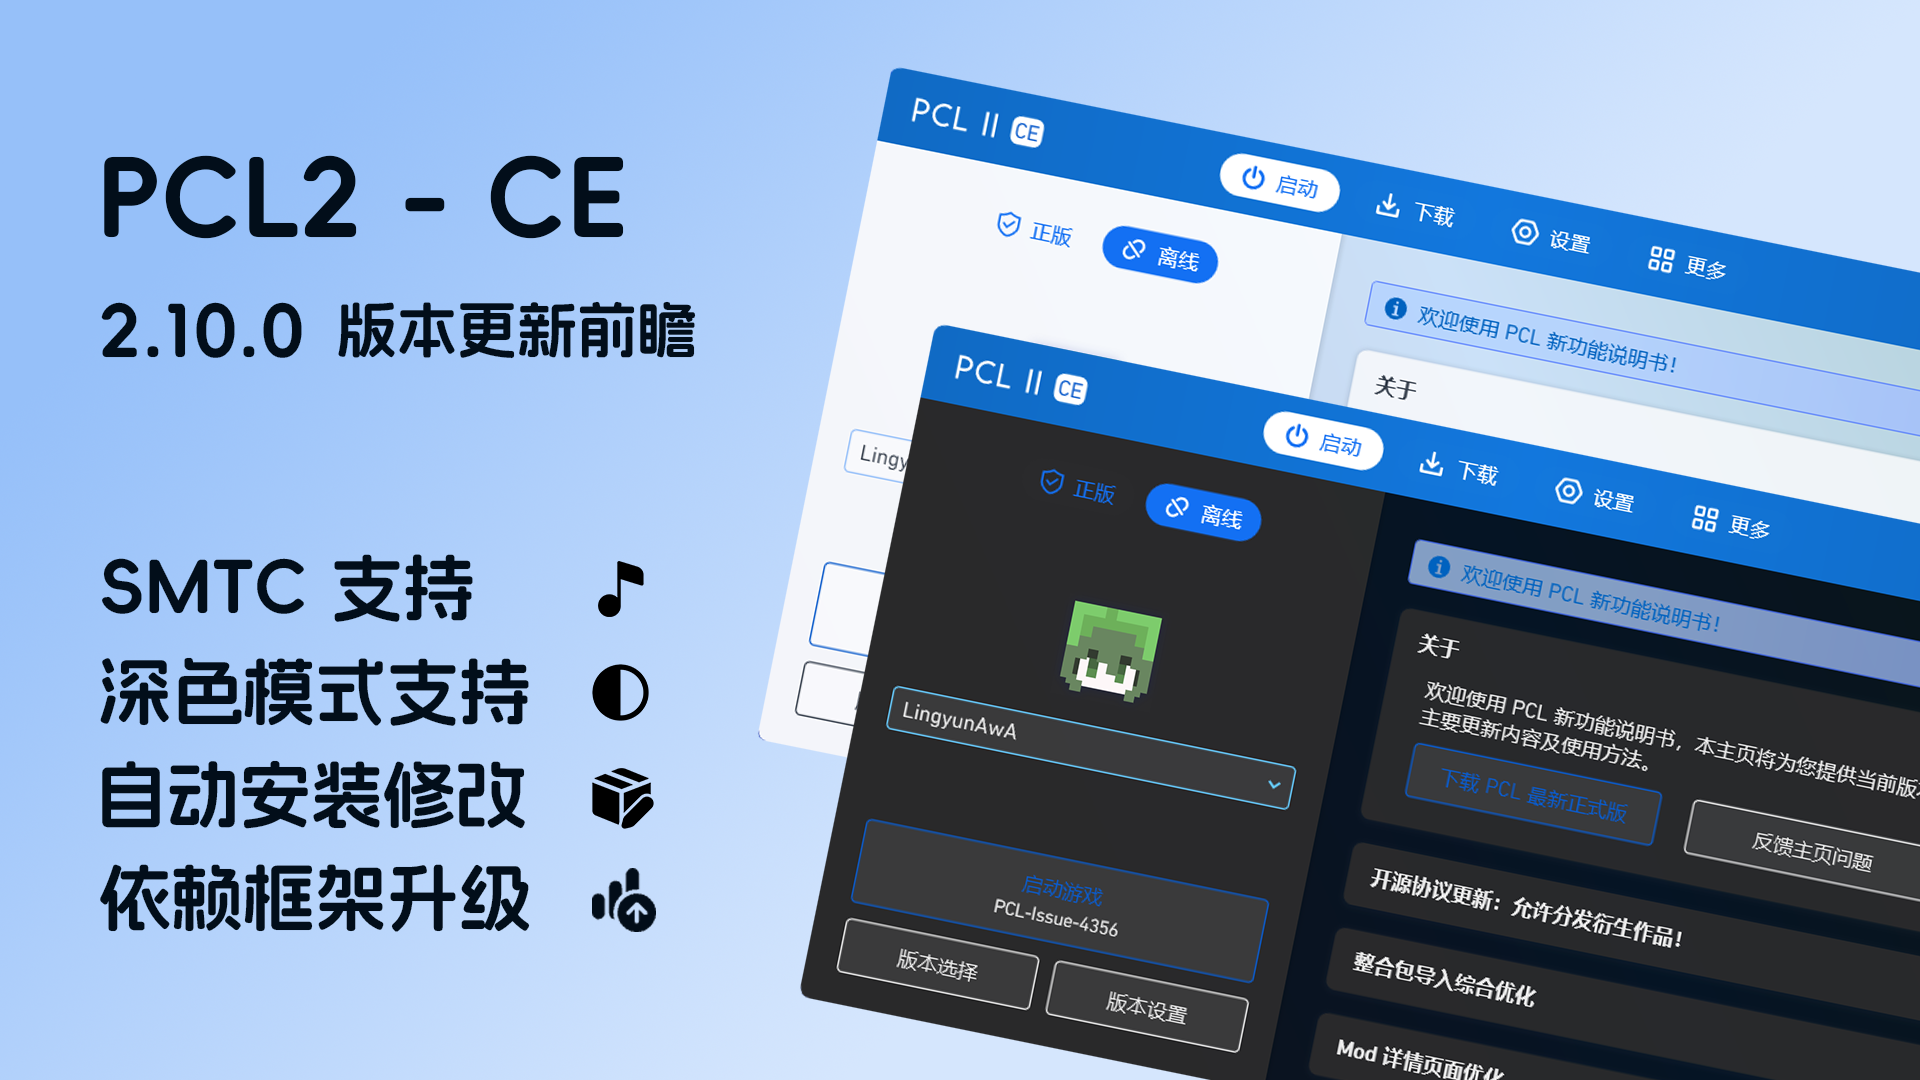 PCL2 - CE
2.10.0 版本更新前瞻
SMTC 支持
深色模式支持
自动安装修改
依赖框架升级
PCL II CE
启动
下载
设置
更多
正版
离线
欢迎使用 PCL 新功能说明书！
关于
Lingy
PCL II CE
启动
下载
设置
更多
正版
离线
LingyunAwA
启动游戏
PCL-Issue-4356
版本选择
版本设置
欢迎使用 PCL 新功能说明书！
关于
欢迎使用 PCL 新功能说明书，本主页将为您提供当前版
主要更新内容及使用方法。
下载 PCL 最新正式版
反馈主页问题
开源协议更新：允许分发衍生作品！
整合包导入综合优化
Mod 详情页面优化